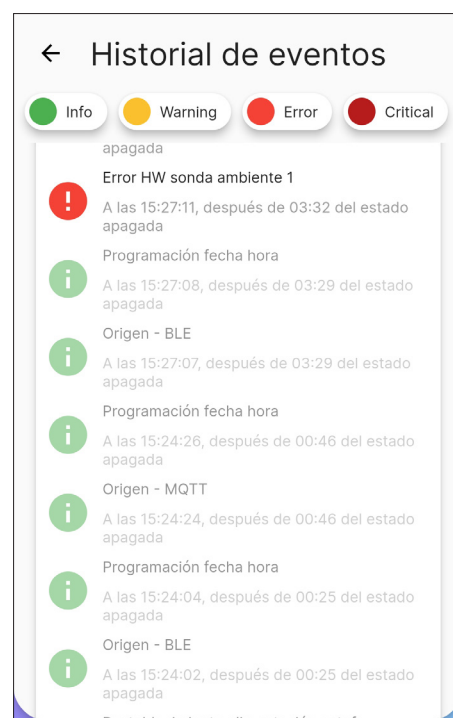 Historial de eventos
Info
Warning
Error
Critical
apagada
Error HW sonda ambiente 1
A las 15:27:11, después de 03:32 del estado
apagada
Programación fecha hora
A las 15:27:08, después de 03:29 del estado
apagada
Origen - BLE
A las 15:27:07, después de 03:29 del estado
apagada
Programación fecha hora
A las 15:24:26, después de 00:46 del estado
apagada
Origen - MQTT
A las 15:24:24, después de 00:46 del estado
apagada
Programación fecha hora
A las 15:24:04, después de 00:25 del estado
apagada
Origen - BLE
A las 15:24:02, después de 00:25 del estado
apagada